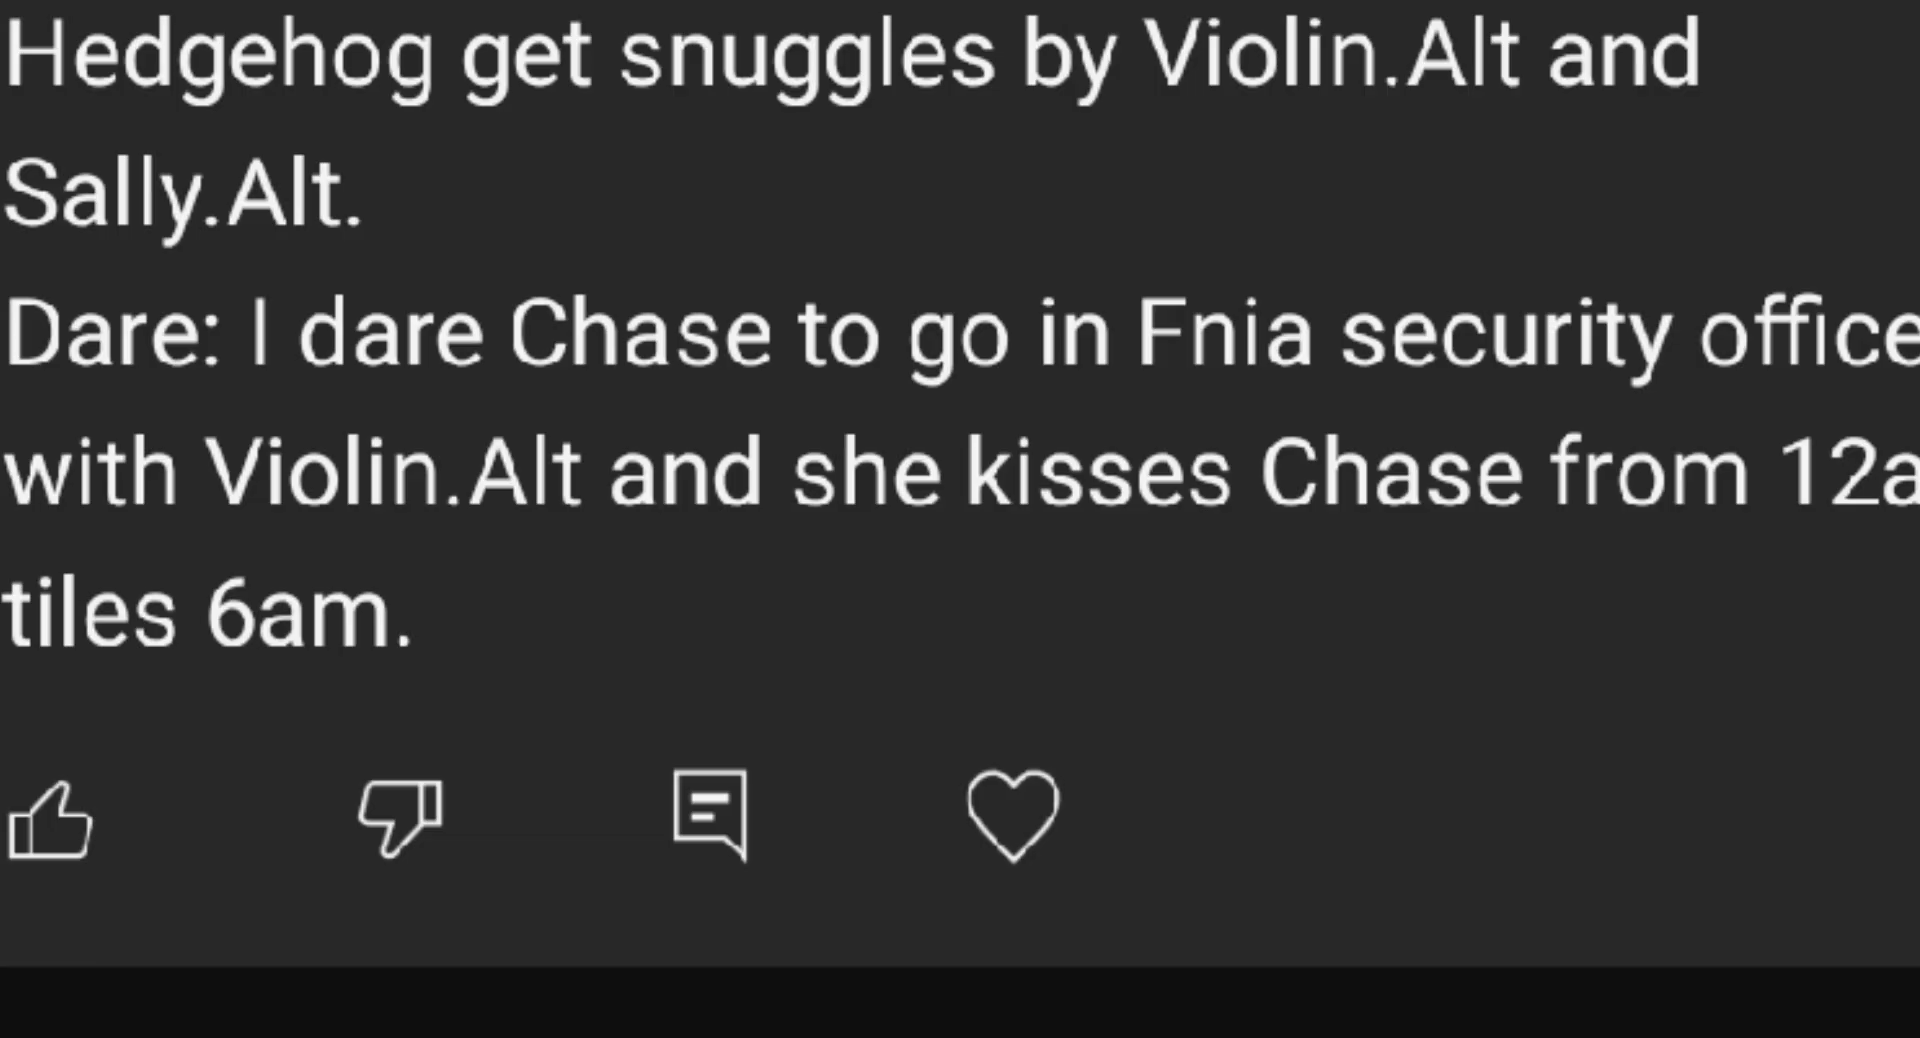 Hedgehog get snuggles by Violin.Alt and
Sally.Alt.
Dare: I dare Chase to go in Fnia security office
with Violin.Alt and she kisses Chase from 12a
tiles 6am.